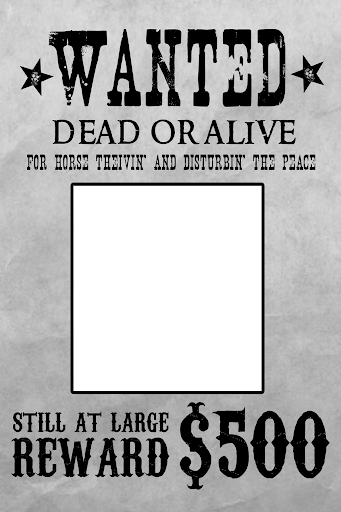 WANTED
DEAD OR ALIVE
FOR HORSE THEIVIN' AND DISTURBIN' THE PEACE
STILL AT LARGE
REWARD $500